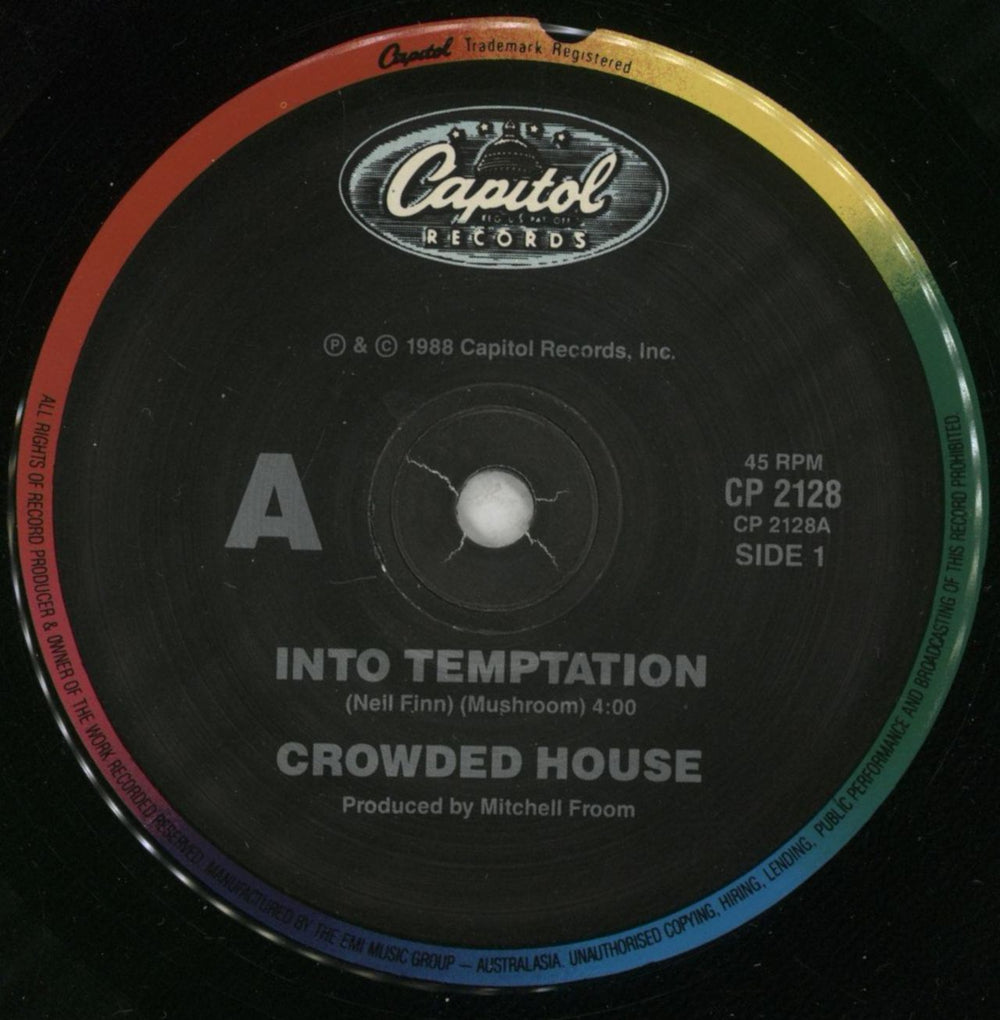 Capitol Trademark Registered
Capitol
REG. U.S. PAT. OFF.
RECORDS
Ⓟ & © 1988 Capitol Records, Inc.
A
45 RPM
CP 2128
CP 2128A
SIDE 1
INTO TEMPTATION
(Neil Finn) (Mushroom) 4:00
CROWDED HOUSE
Produced by Mitchell Froom
ALL RIGHTS OF RECORD PRODUCER & OWNER OF THE WORK RECORDED RESERVED. MANUFACTURED BY THE EMI MUSIC GROUP – AUSTRALASIA. UNAUTHORISED COPYING, HIRING, LENDING, PUBLIC PERFORMANCE AND BROADCASTING OF THIS RECORD PROHIBITED.